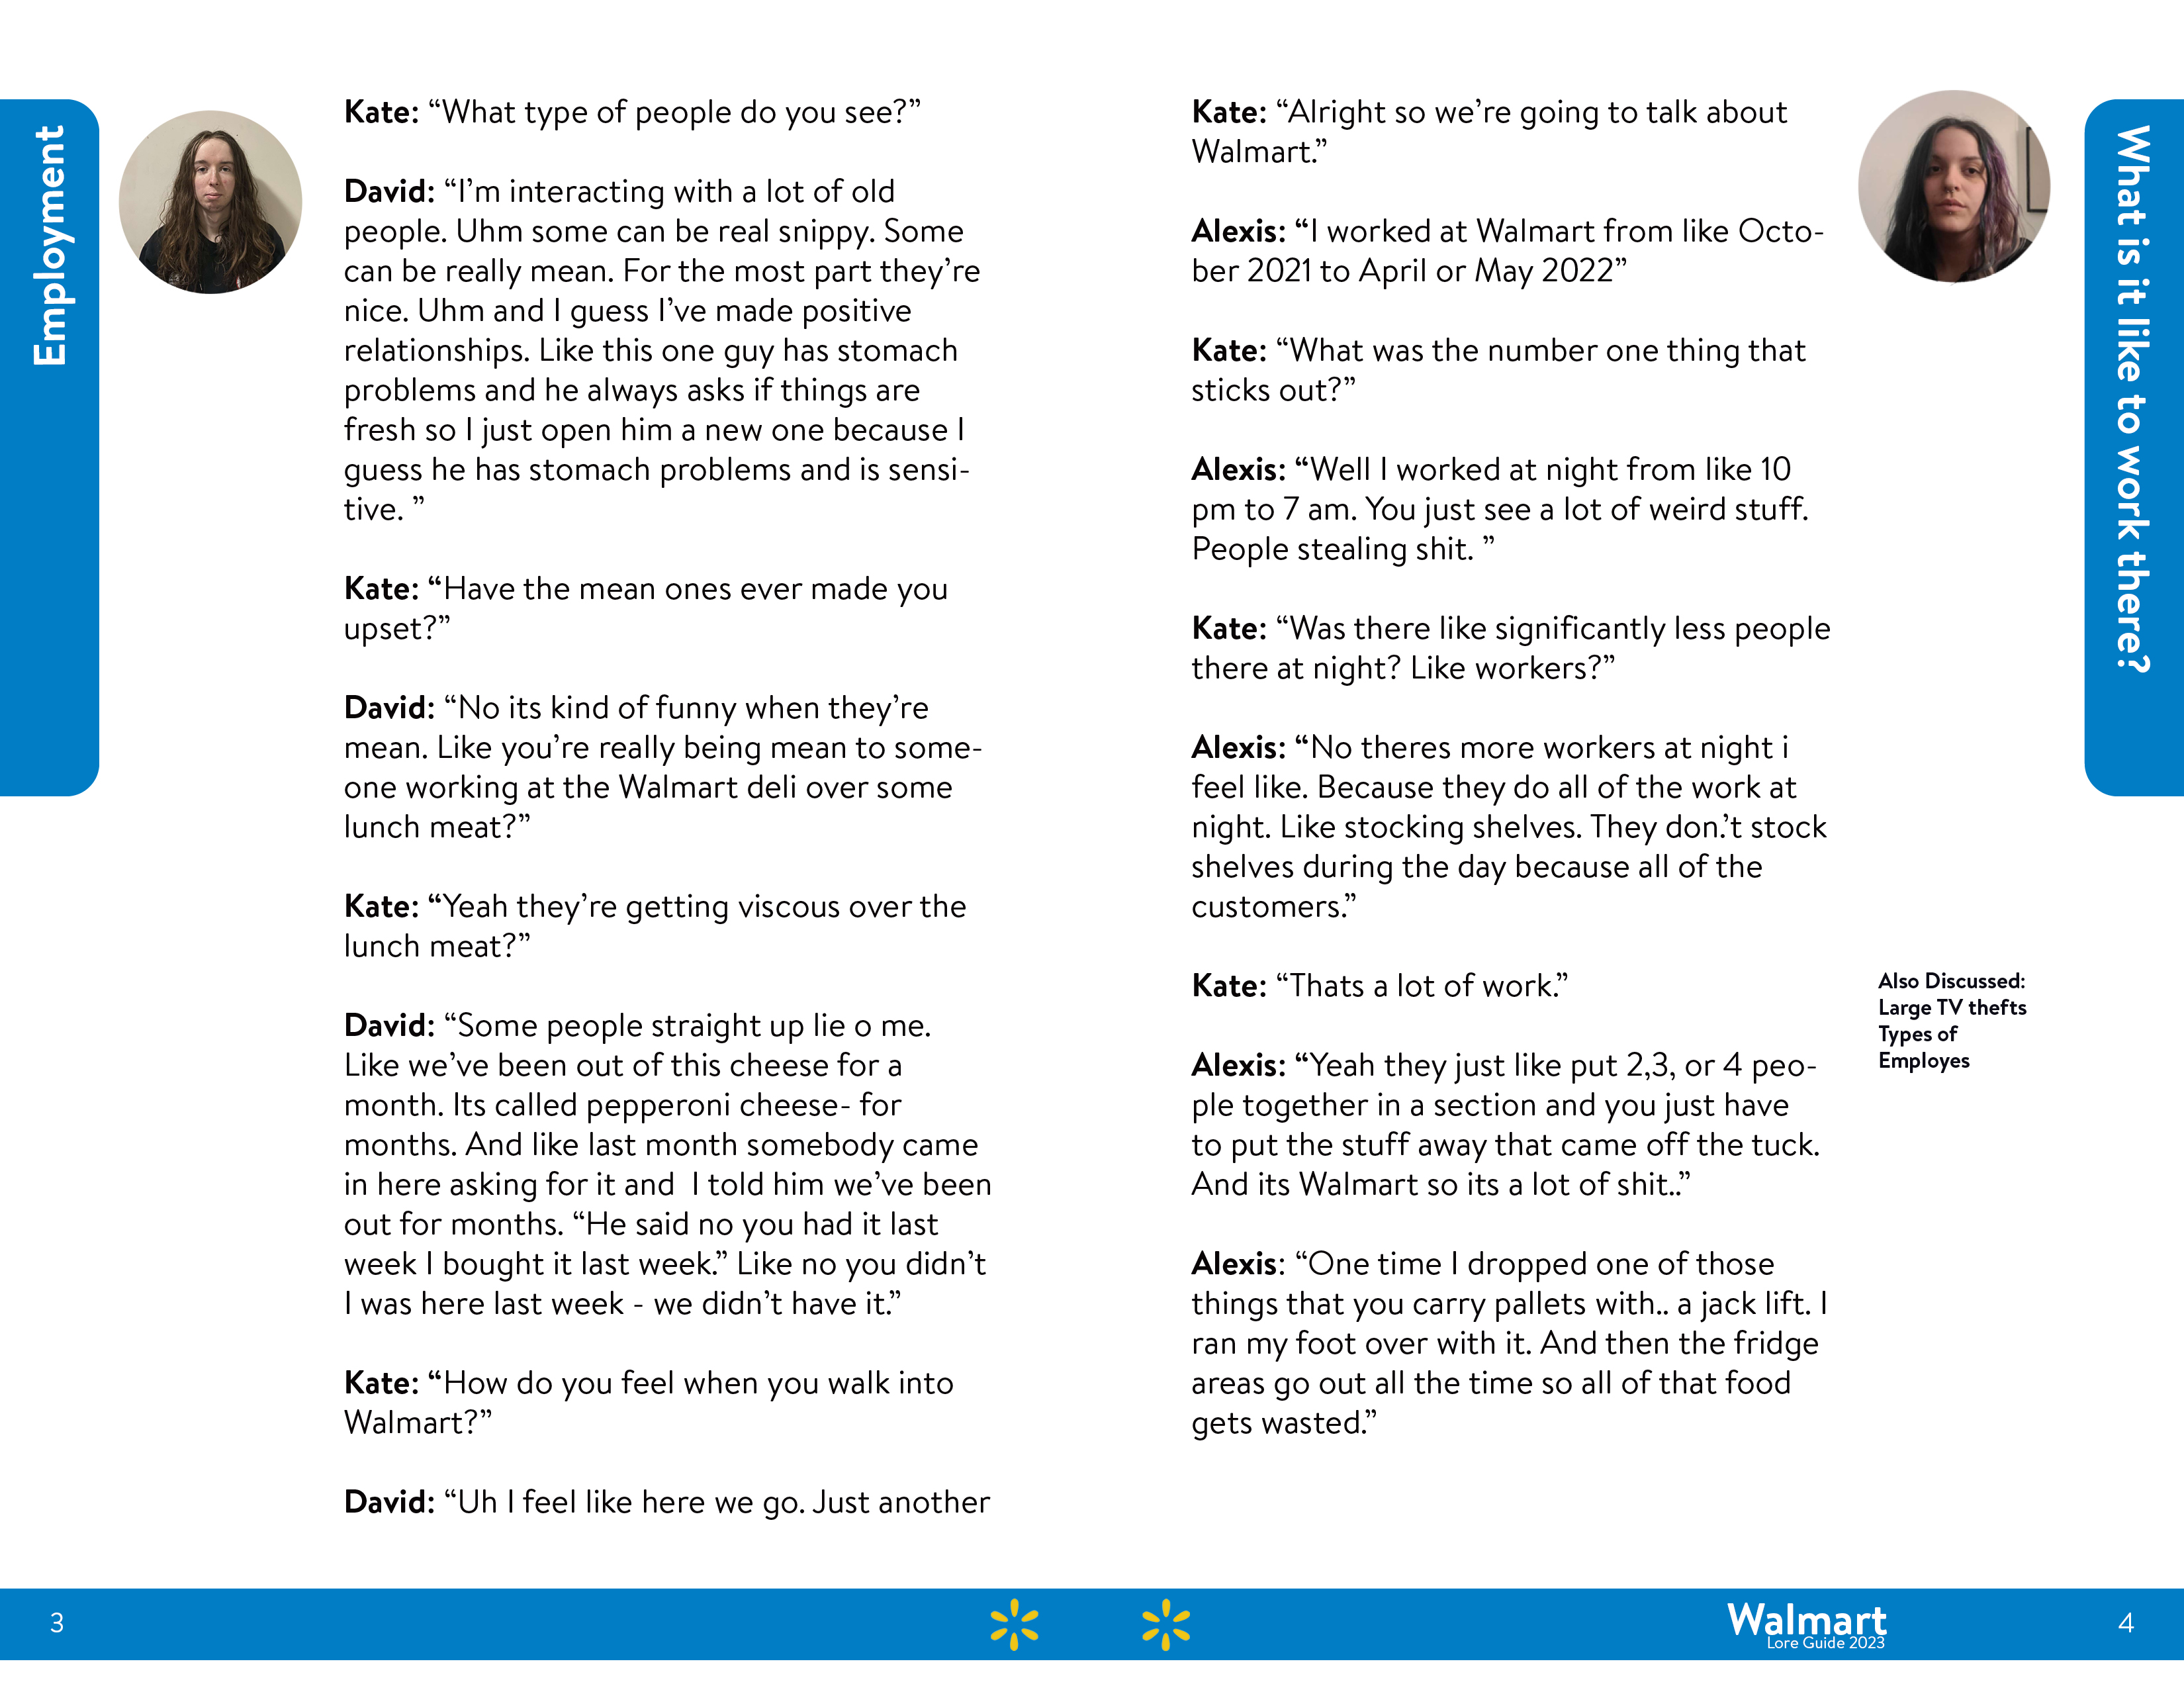 Employment
Kate: “What type of people do you see?”
David: “I’m interacting with a lot of old
people. Uhm some can be real snippy. Some
can be really mean. For the most part they’re
nice. Uhm and I guess I’ve made positive
relationships. Like this one guy has stomach
problems and he always asks if things are
fresh so I just open him a new one because I
guess he has stomach problems and is sensi-
tive. ”
Kate: “Have the mean ones ever made you
upset?”
David: “No its kind of funny when they’re
mean. Like you’re really being mean to some-
one working at the Walmart deli over some
lunch meat?”
Kate: “Yeah they’re getting viscous over the
lunch meat?”
David: “Some people straight up lie o me.
Like we’ve been out of this cheese for a
month. Its called pepperoni cheese- for
months. And like last month somebody came
in here asking for it and  I told him we’ve been
out for months. “He said no you had it last
week I bought it last week.” Like no you didn’t
I was here last week - we didn’t have it.”
Kate: “How do you feel when you walk into
Walmart?”
David: “Uh I feel like here we go. Just another
3
Kate: “Alright so we’re going to talk about
Walmart.”
Alexis: “I worked at Walmart from like Octo-
ber 2021 to April or May 2022”
Kate: “What was the number one thing that
sticks out?”
Alexis: “Well I worked at night from like 10
pm to 7 am. You just see a lot of weird stuff.
People stealing shit. ”
Kate: “Was there like significantly less people
there at night? Like workers?”
Alexis: “No theres more workers at night i
feel like. Because they do all of the work at
night. Like stocking shelves. They don.’t stock
shelves during the day because all of the
customers.”
Kate: “Thats a lot of work.”
Alexis: “Yeah they just like put 2,3, or 4 peo-
ple together in a section and you just have
to put the stuff away that came off the tuck.
And its Walmart so its a lot of shit..”
Alexis: “One time I dropped one of those
things that you carry pallets with.. a jack lift. I
ran my foot over with it. And then the fridge
areas go out all the time so all of that food
gets wasted.”
Also Discussed:
Large TV thefts
Types of
Employes
What is it like to work there?
Walmart
Lore Guide 2023
4